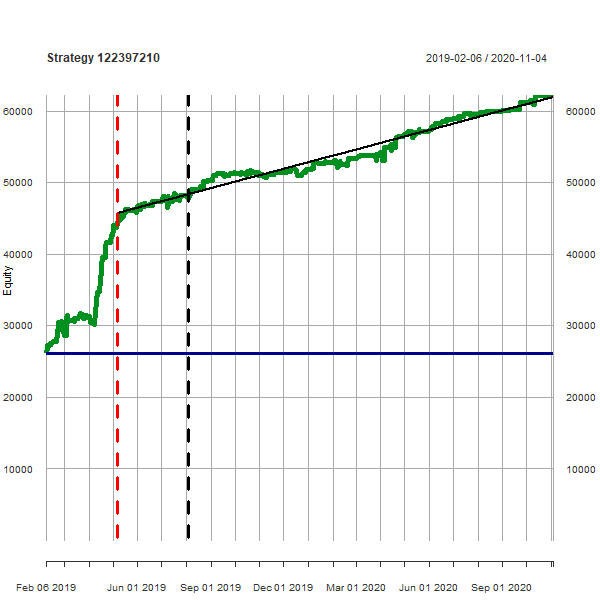 Strategy 122397210
2019-02-06 / 2020-11-04
60000
60000
50000
50000
40000
40000
Equity
30000
30000
20000
20000
10000
10000
Feb 06 2019
Jun 01 2019
Sep 01 2019
Dec 01 2019
Mar 01 2020
Jun 01 2020
Sep 01 2020